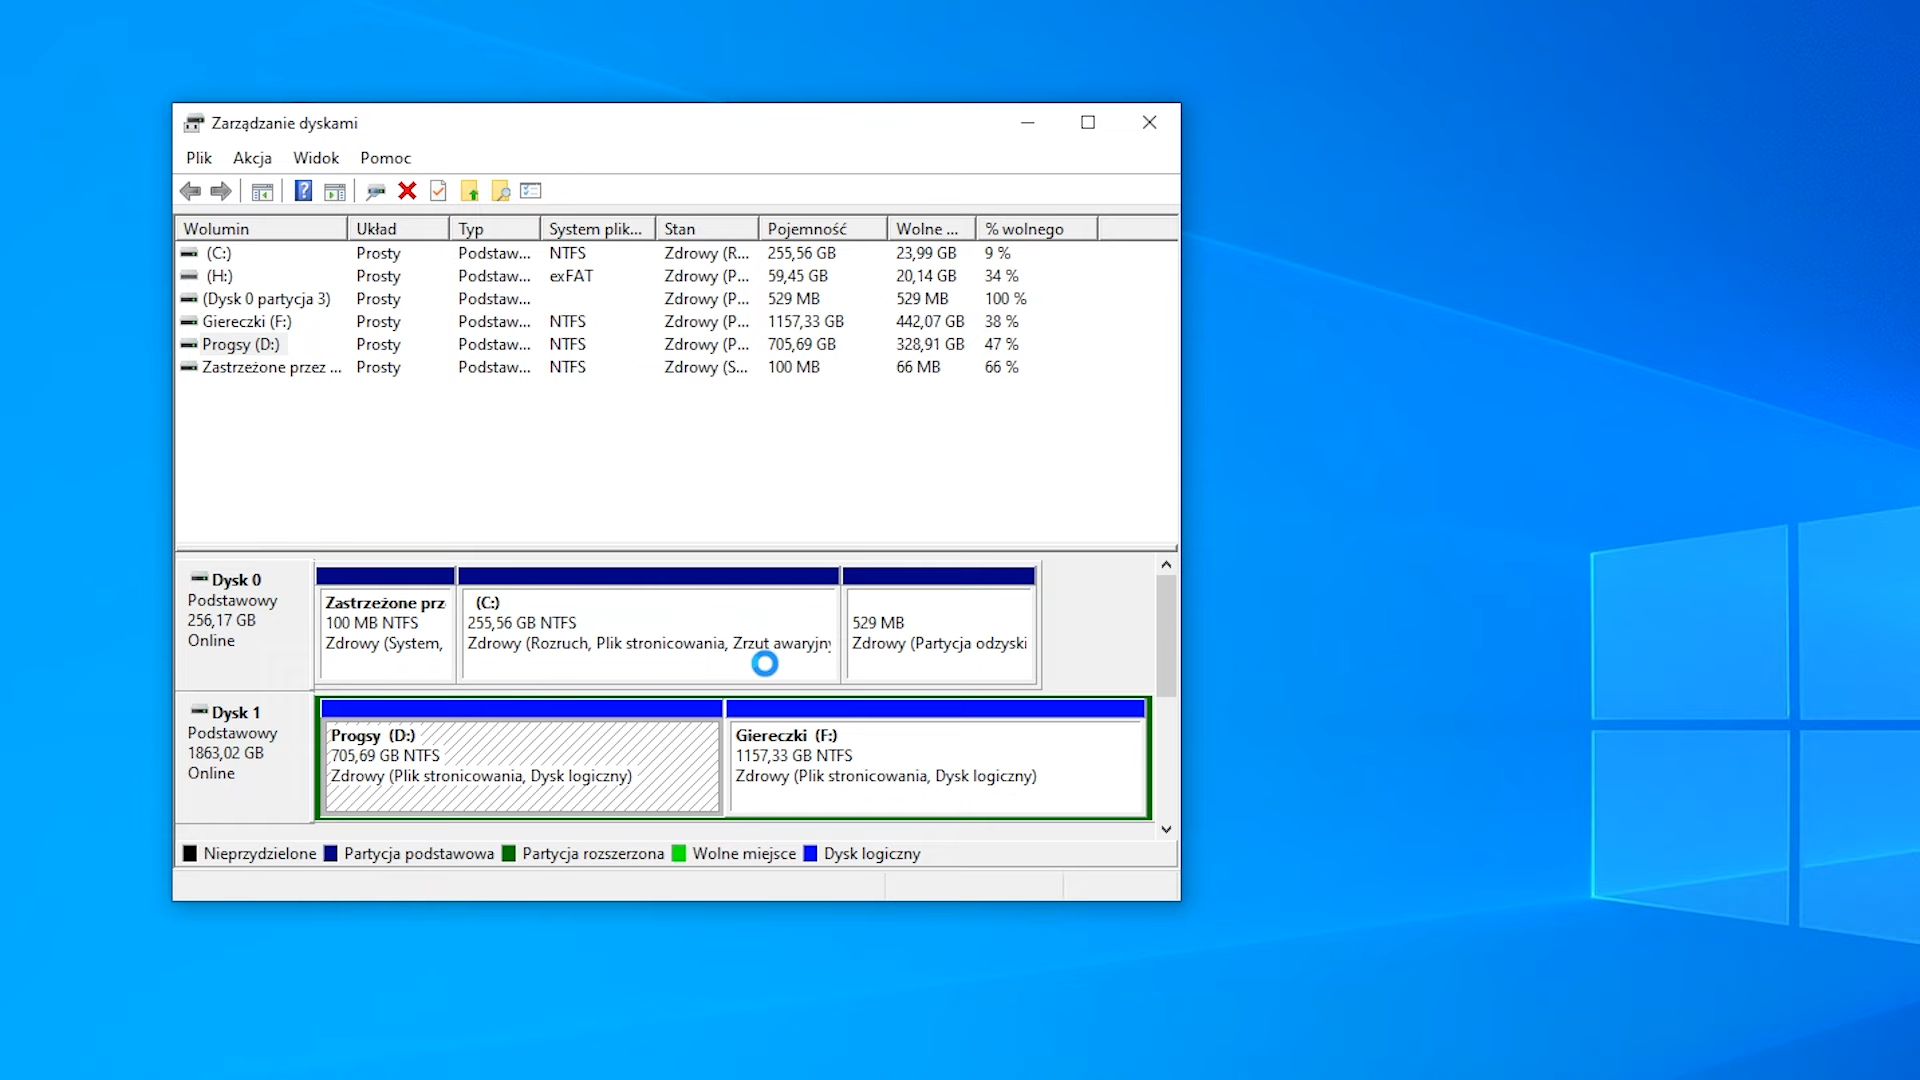 Zarządzanie dyskami
Plik Akcja Widok Pomoc
Wolumin Układ Typ System plik... Stan Pojemność Wolne ... % wolnego
(C:) Prosty Podstaw... NTFS Zdrowy (R... 255,56 GB 23,99 GB 9 %
(H:) Prosty Podstaw... exFAT Zdrowy (P... 59,45 GB 20,14 GB 34 %
(Dysk 0 partycja 3) Prosty Podstaw... Zdrowy (P... 529 MB 529 MB 100 %
Giereczki (F:) Prosty Podstaw... NTFS Zdrowy (P... 1157,33 GB 442,07 GB 38 %
Progsy (D:) Prosty Podstaw... NTFS Zdrowy (P... 705,69 GB 328,91 GB 47 %
Zastrzeżone przez ... Prosty Podstaw... NTFS Zdrowy (S... 100 MB 66 MB 66 %
Dysk 0
Podstawowy
256,17 GB
Online
Zastrzeżone prz
100 MB NTFS
Zdrowy (System,
(C:)
255,56 GB NTFS
Zdrowy (Rozruch, Plik stronicowania, Zrzut awaryjny
529 MB
Zdrowy (Partycja odzyski
Dysk 1
Podstawowy
1863,02 GB
Online
Progsy (D:)
705,69 GB NTFS
Zdrowy (Plik stronicowania, Dysk logiczny)
Giereczki (F:)
1157,33 GB NTFS
Zdrowy (Plik stronicowania, Dysk logiczny)
Nieprzydzielone Partycja podstawowa Partycja rozszerzona Wolne miejsce Dysk logiczny